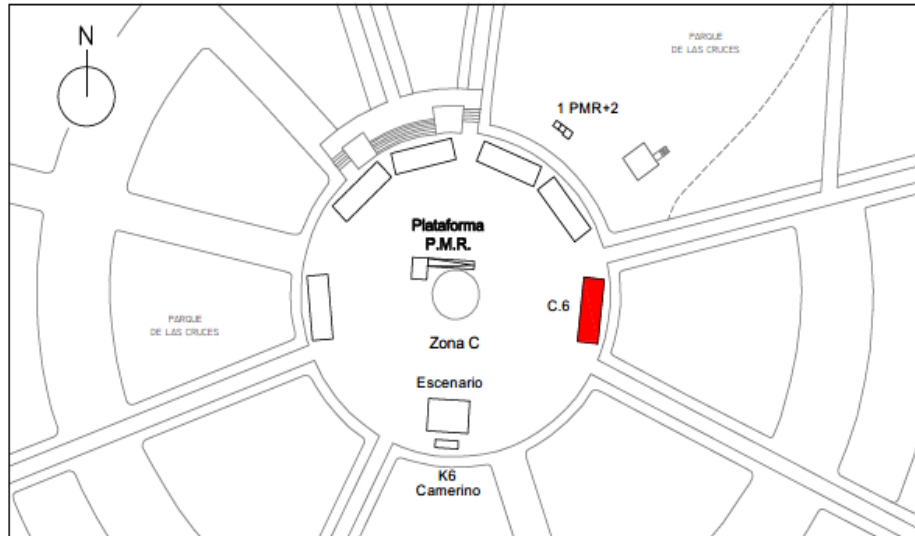 N
PARQUE
DE LAS CRUCES
1 PMR+2
Plataforma
P.M.R.
C.6
PARQUE
DE LAS CRUCES
Zona C
Escenario
K6
Camerino